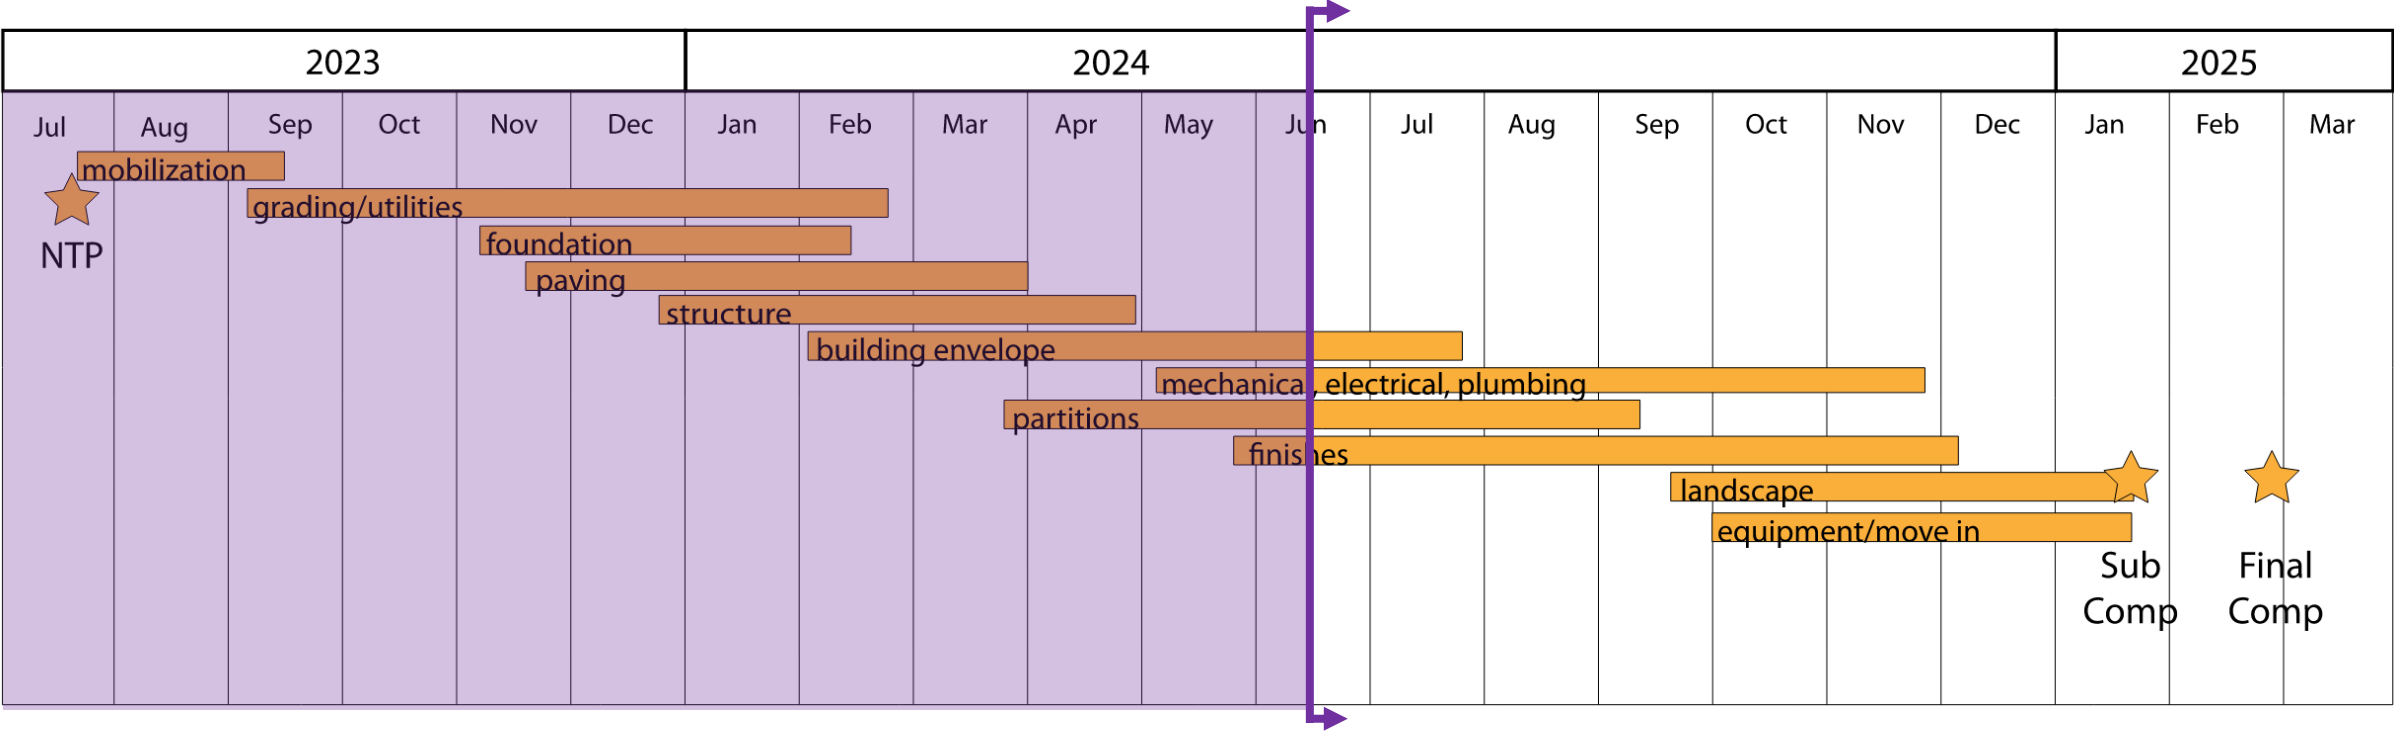 2023 2024 2025
Jul Aug Sep Oct Nov Dec Jan Feb Mar Apr May Jun Jul Aug Sep Oct Nov Dec Jan Feb Mar
mobilization
grading/utilities
NTP
foundation
paving
structure
building envelope
mechanical, electrical, plumbing
partitions
finishes
landscape
equipment/move in
Sub Final
Comp Comp